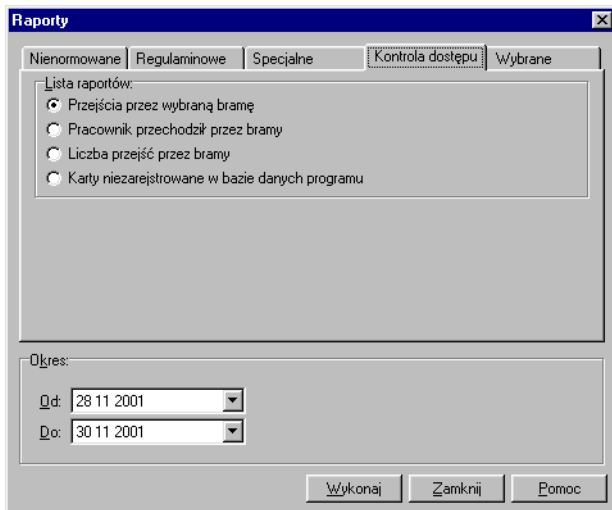 Raporty
Nienormowane Regulaminowe Specjalne Kontrola dostępu Wybrane
Lista raportów:
Przejścia przez wybraną bramę
Pracownik przechodził przez bramy
Liczba przejść przez bramy
Karty niezarejstrowane w bazie danych programu
Okres:
Od: 28 11 2001
Do: 30 11 2001
Wykonaj Zamknij Pomoc